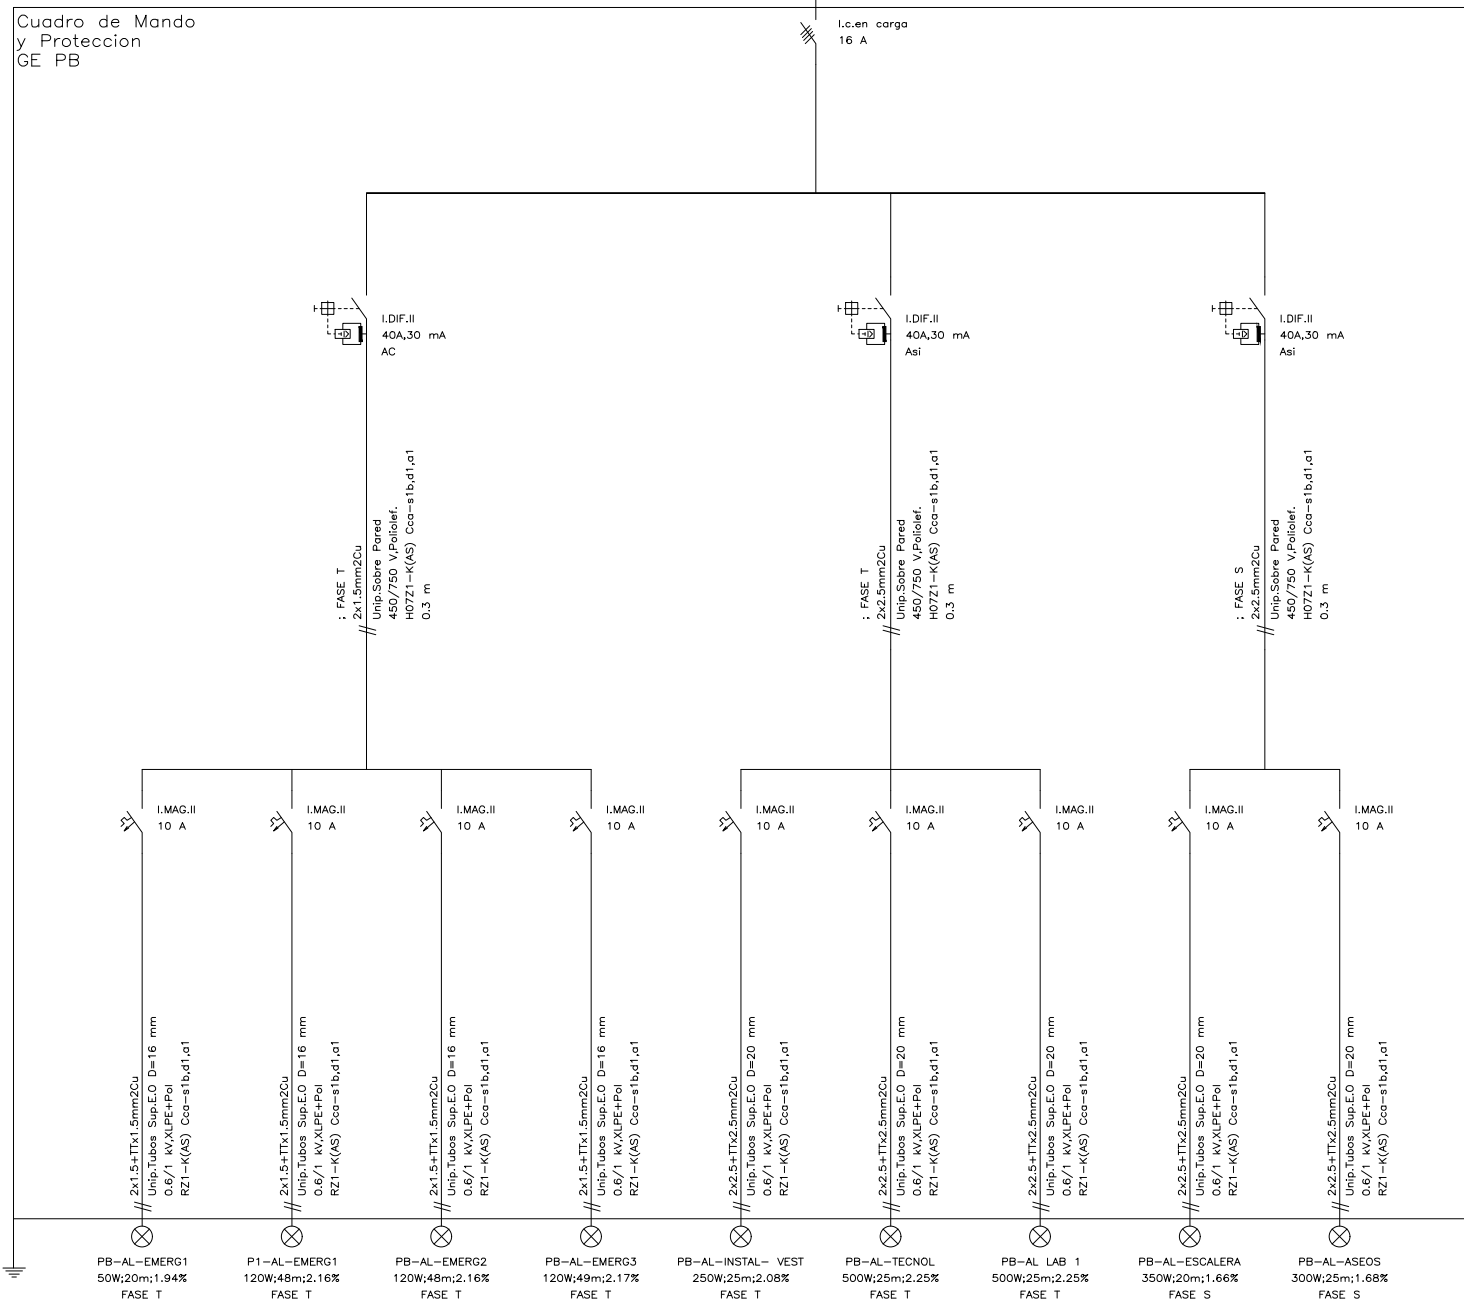 Cuadro de Mando
y Proteccion
GE PB
I.c.en carga
16 A
I.DIF.II
40A,30 mA
AC
I.DIF.II
40A,30 mA
Asi
I.DIF.II
40A,30 mA
Asi
; FASE T
2x1.5mm2Cu
Unip.Sobre Pared
450/750 V,Poliolef.
H07Z1-K(AS) Cca-s1b,d1,a1
0.3 m
; FASE T
2x2.5mm2Cu
Unip.Sobre Pared
450/750 V,Poliolef.
H07Z1-K(AS) Cca-s1b,d1,a1
0.3 m
; FASE S
2x2.5mm2Cu
Unip.Sobre Pared
450/750 V,Poliolef.
H07Z1-K(AS) Cca-s1b,d1,a1
0.3 m
I.MAG.II
10 A
I.MAG.II
10 A
I.MAG.II
10 A
I.MAG.II
10 A
I.MAG.II
10 A
I.MAG.II
10 A
I.MAG.II
10 A
I.MAG.II
10 A
I.MAG.II
10 A
2x1.5+TTx1.5mm2Cu
Unip.Tubos Sup.E.O D=16 mm
0.6/1 kV,XLPE+Pol
RZ1-K(AS) Cca-s1b,d1,a1
2x1.5+TTx1.5mm2Cu
Unip.Tubos Sup.E.O D=16 mm
0.6/1 kV,XLPE+Pol
RZ1-K(AS) Cca-s1b,d1,a1
2x1.5+TTx1.5mm2Cu
Unip.Tubos Sup.E.O D=16 mm
0.6/1 kV,XLPE+Pol
RZ1-K(AS) Cca-s1b,d1,a1
2x1.5+TTx1.5mm2Cu
Unip.Tubos Sup.E.O D=16 mm
0.6/1 kV,XLPE+Pol
RZ1-K(AS) Cca-s1b,d1,a1
2x2.5+TTx2.5mm2Cu
Unip.Tubos Sup.E.O D=20 mm
0.6/1 kV,XLPE+Pol
RZ1-K(AS) Cca-s1b,d1,a1
2x2.5+TTx2.5mm2Cu
Unip.Tubos Sup.E.O D=20 mm
0.6/1 kV,XLPE+Pol
RZ1-K(AS) Cca-s1b,d1,a1
2x2.5+TTx2.5mm2Cu
Unip.Tubos Sup.E.O D=20 mm
0.6/1 kV,XLPE+Pol
RZ1-K(AS) Cca-s1b,d1,a1
2x2.5+TTx2.5mm2Cu
Unip.Tubos Sup.E.O D=20 mm
0.6/1 kV,XLPE+Pol
RZ1-K(AS) Cca-s1b,d1,a1
2x2.5+TTx2.5mm2Cu
Unip.Tubos Sup.E.O D=20 mm
0.6/1 kV,XLPE+Pol
RZ1-K(AS) Cca-s1b,d1,a1
PB-AL-EMERG1
50W;20m;1.94%
FASE T
P1-AL-EMERG1
120W;48m;2.16%
FASE T
PB-AL-EMERG2
120W;48m;2.16%
FASE T
PB-AL-EMERG3
120W;49m;2.17%
FASE T
PB-AL-INSTAL- VEST
250W;25m;2.08%
FASE T
PB-AL-TECNOL
500W;25m;2.25%
FASE T
PB-AL LAB 1
500W;25m;2.25%
FASE T
PB-AL-ESCALERA
350W;20m;1.66%
FASE S
PB-AL-ASEOS
300W;25m;1.68%
FASE S